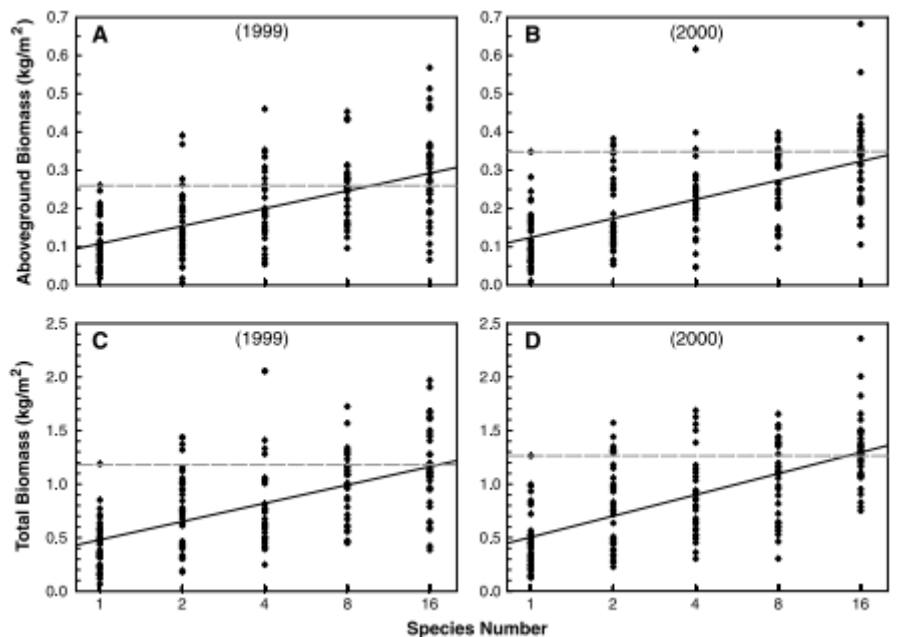 A (1999)
B (2000)
Aboveground Biomass (kg/m²)
0.7 0.7
0.6 0.6
0.5 0.5
0.4 0.4
0.3 0.3
0.2 0.2
0.1 0.1
0.0 0.0
C (1999)
D (2000)
Total Biomass (kg/m²)
2.5 2.5
2.0 2.0
1.5 1.5
1.0 1.0
0.5 0.5
0.0 0.0
1 2 4 8 16 1 2 4 8 16
Species Number